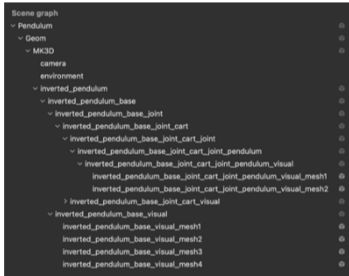 Scene graph
Pendulum
Geom
MK3D
camera
environment
inverted_pendulum
inverted_pendulum_base
inverted_pendulum_base_joint
inverted_pendulum_base_joint_cart
inverted_pendulum_base_joint_cart_joint
inverted_pendulum_base_joint_cart_joint_pendulum
inverted_pendulum_base_joint_cart_joint_pendulum_visual
inverted_pendulum_base_joint_cart_joint_pendulum_visual_mesh1
inverted_pendulum_base_joint_cart_joint_pendulum_visual_mesh2
inverted_pendulum_base_joint_cart_visual
inverted_pendulum_base_visual
inverted_pendulum_base_visual_mesh1
inverted_pendulum_base_visual_mesh2
inverted_pendulum_base_visual_mesh3
inverted_pendulum_base_visual_mesh4